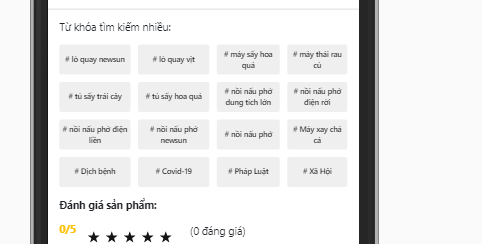 Từ khóa tìm kiếm nhiều:
# lò quay newsun
# lò quay vịt
# máy sấy hoa
quả
# máy thái rau
củ
# tủ sấy trái cây
# tủ sấy hoa quả
# nồi nấu phở
dung tích lớn
# nồi nấu phở
điện rời
# nồi nấu phở điện
liền
# nồi nấu phở
newsun
# nồi nấu phở
# Máy xay chả
cá
# Dịch bệnh
# Covid-19
# Pháp Luật
# Xã Hội
Đánh giá sản phẩm:
0/5 ★ ★ ★ ★ ★ (0 đáng giá)